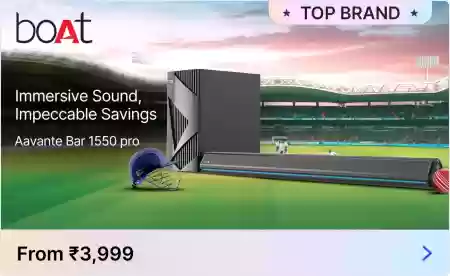 ★ TOP BRAND ★
boAt
Immersive Sound,
Impeccable Savings
Aavante Bar 1550 pro
From ₹3,999